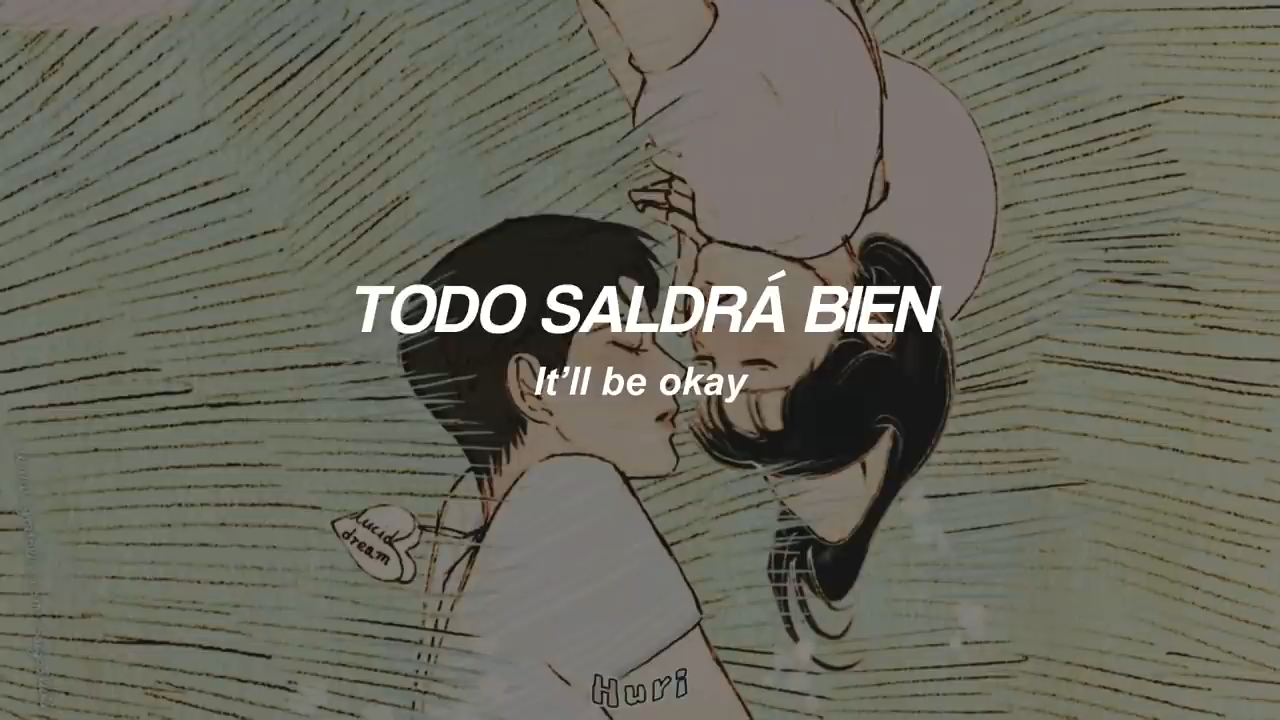 TODO SALDRÁ BIEN
It'll be okay
lucid
dream
Huri